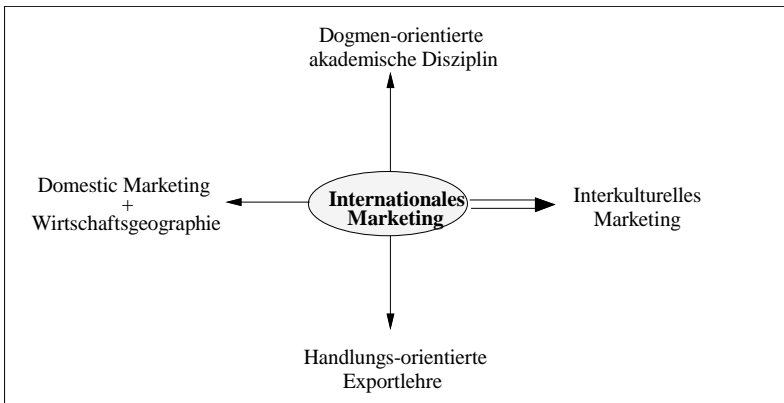 Dogmen-orientierte
akademische Disziplin
Domestic Marketing
+
Wirtschaftsgeographie
Internationales
Marketing
Interkulturelles
Marketing
Handlungs-orientierte
Exportlehre